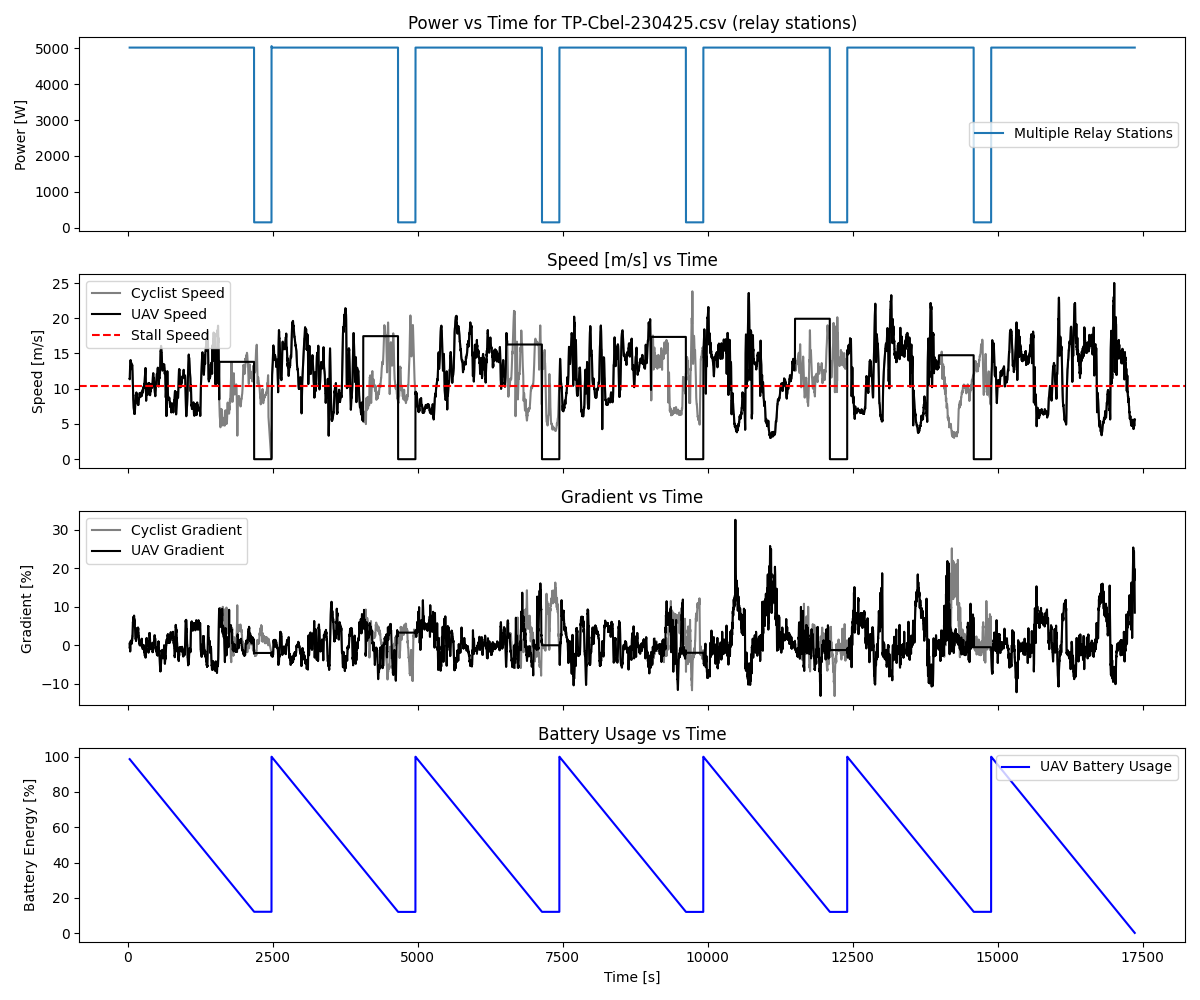 Power vs Time for TP-Cbel-230425.csv (relay stations)
5000
4000
3000
2000
1000
0
Power [W]
Multiple Relay Stations
Speed [m/s] vs Time
25
20
15
10
5
0
Speed [m/s]
Cyclist Speed
UAV Speed
Stall Speed
Gradient vs Time
30
20
10
0
−10
Gradient [%]
Cyclist Gradient
UAV Gradient
Battery Usage vs Time
100
80
60
40
20
0
Battery Energy [%]
UAV Battery Usage
0 2500 5000 7500 10000 12500 15000 17500
Time [s]